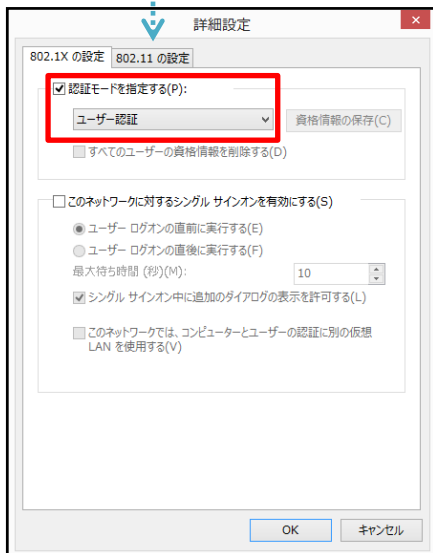 詳細設定
802.1X の設定 802.11 の設定
認証モードを指定する(P):
ユーザー認証 資格情報の保存(C)
すべてのユーザーの資格情報を削除する(D)
このネットワークに対するシングル サインオンを有効にする(S)
ユーザー ログオンの直前に実行する(E)
ユーザー ログオンの直後に実行する(F)
最大待ち時間 (秒)(M): 10
シングル サインオン中に追加のダイアログの表示を許可する(L)
このネットワークでは、コンピューターとユーザーの認証に別の仮想
LAN を使用する(V)
OK キャンセル